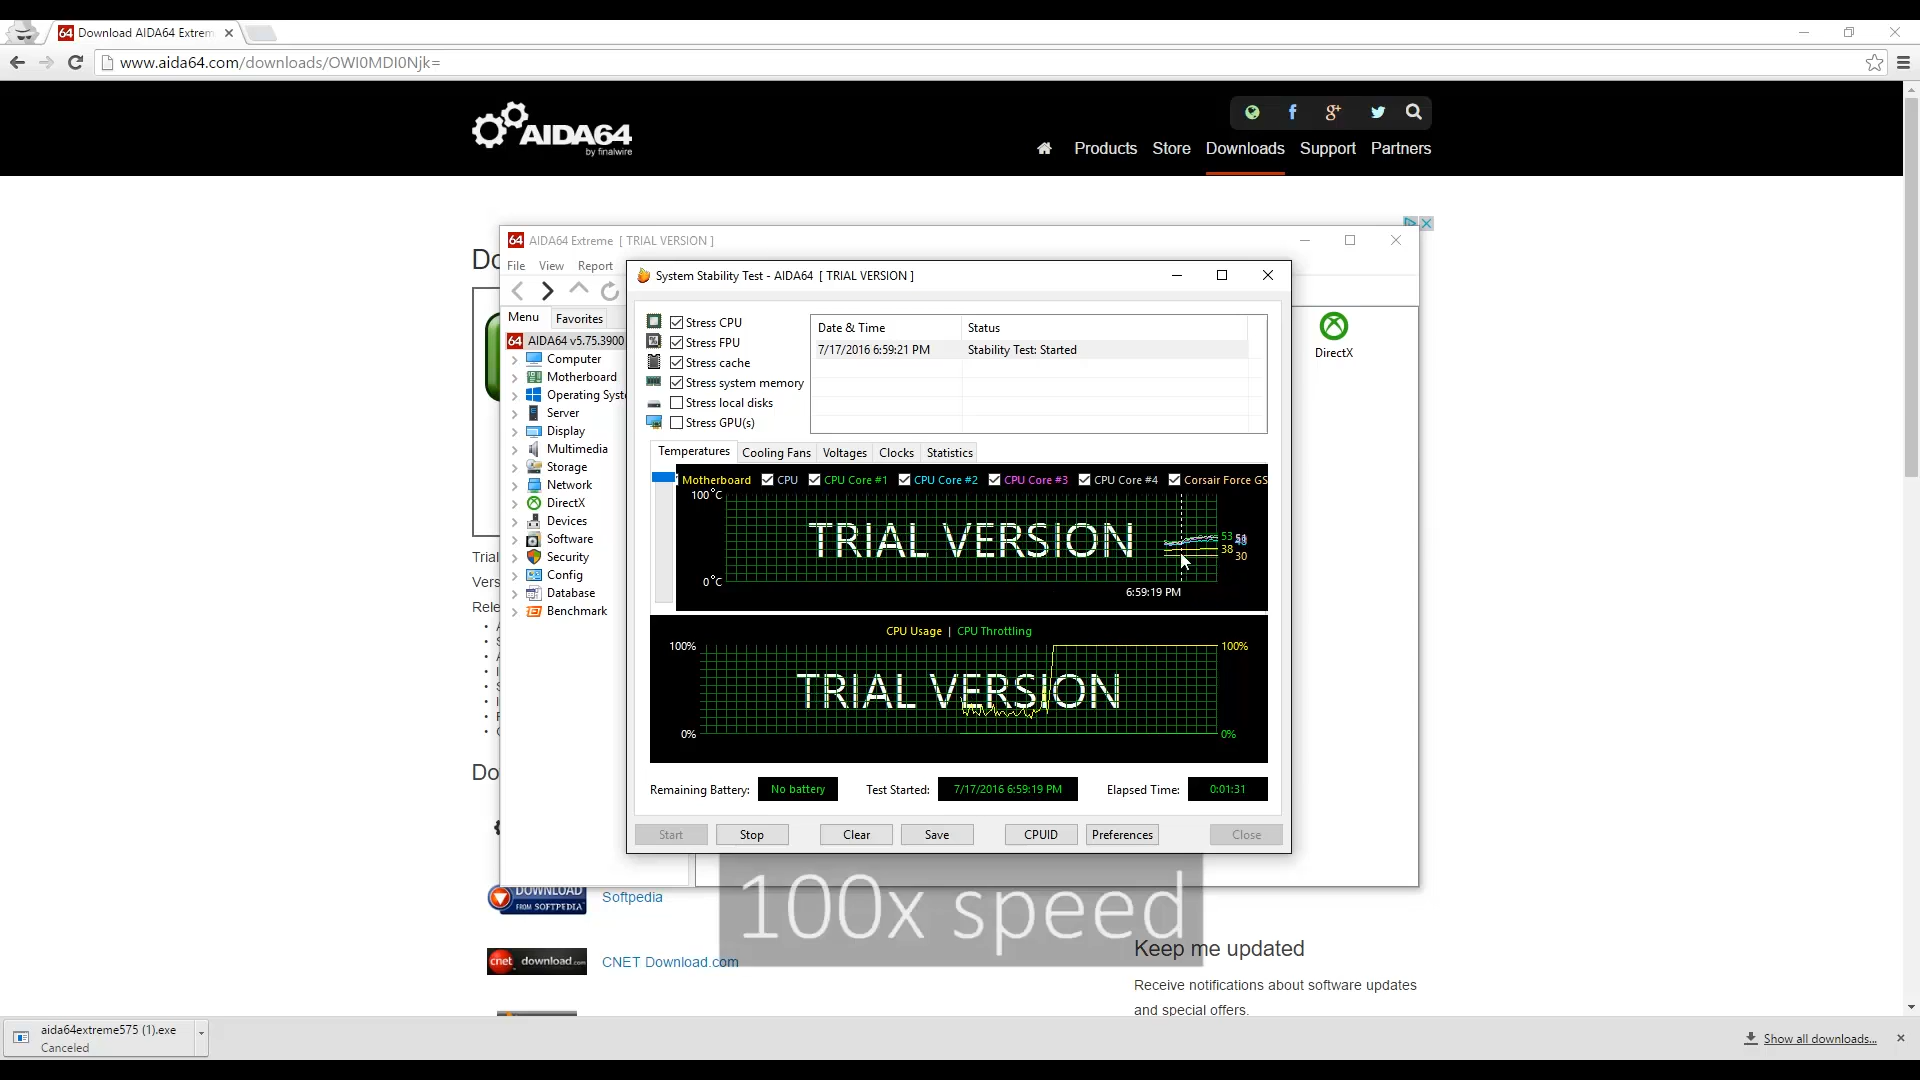 64 Download AIDA64 Extrem
www.aida64.com/downloads/OWI0MDI0Njk=
AIDA64
by finalwire
Products Store Downloads Support Partners
64 AIDA64 Extreme [ TRIAL VERSION ]
File View Report
Menu Favorites
64 AIDA64 v5.75.3900
Computer
Motherboard
Operating Syst
Server
Display
Multimedia
Storage
Network
DirectX
Devices
Software
Security
Config
Database
Benchmark
DirectX
System Stability Test - AIDA64 [ TRIAL VERSION ]
Stress CPU
Stress FPU
Stress cache
Stress system memory
Stress local disks
Stress GPU(s)
Date & Time Status
7/17/2016 6:59:21 PM Stability Test: Started
Temperatures Cooling Fans Voltages Clocks Statistics
Motherboard CPU CPU Core #1 CPU Core #2 CPU Core #3 CPU Core #4 Corsair Force GS
100°C
TRIAL VERSION
53
38
30
0°C
6:59:19 PM
CPU Usage | CPU Throttling
100% 100%
TRIAL VERSION
0% 0%
Remaining Battery: No battery Test Started: 7/17/2016 6:59:19 PM Elapsed Time: 0:01:31
Start Stop Clear Save CPUID Preferences Close
100x speed
Do
Trial
Vers
Rele
Do
DOWNLOAD
FROM SOFTPEDIA
Softpedia
cnet download.com
CNET Download.com
Keep me updated
Receive notifications about software updates
and special offers.
aida64extreme575 (1).exe
Canceled
Show all downloads...